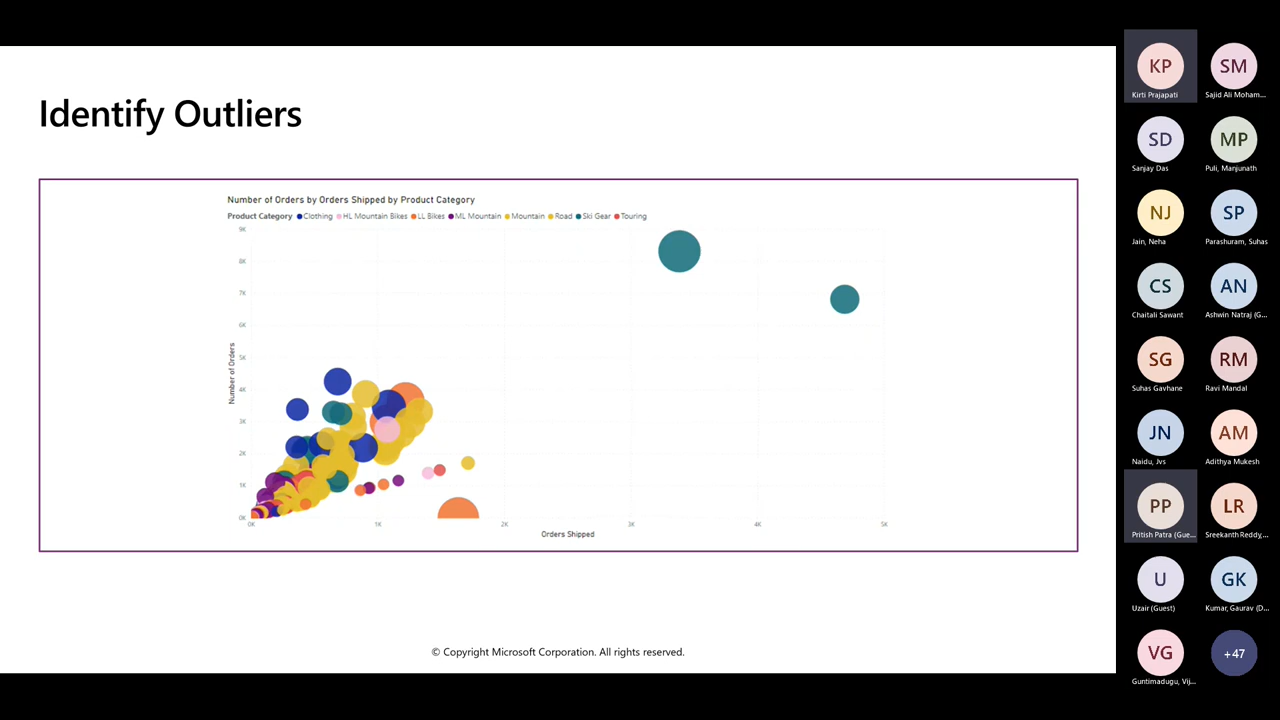 Identify Outliers
Number of Orders by Orders Shipped by Product Category
Product Category Clothing HL Mountain Bikes LL Bikes ML Mountain Mountain Road Ski Gear Touring
9K
8K
6K
5K
4K
3K
2K
1K
0K
Number of Orders
0K 1K 2K 3K 4K 5K
Orders Shipped
© Copyright Microsoft Corporation. All rights reserved.
KP SM
Kirti Prajapati Sajid Ali Moham...
SD MP
Sanjay Das Puli, Manjunath
NJ SP
Jain, Neha Parashuram, Suhas
CS AN
Chaitali Sawant Ashwin Natraj (G...
SG RM
Suhas Gavhane Ravi Mandal
JN AM
Naidu, Jvs Adithya Mukesh
PP LR
Pritish Patra (Gue... Sreekanth Reddy,...
U GK
Uzair (Guest) Kumar, Gaurav (D...
VG +47
Guntimadugu, Vij...